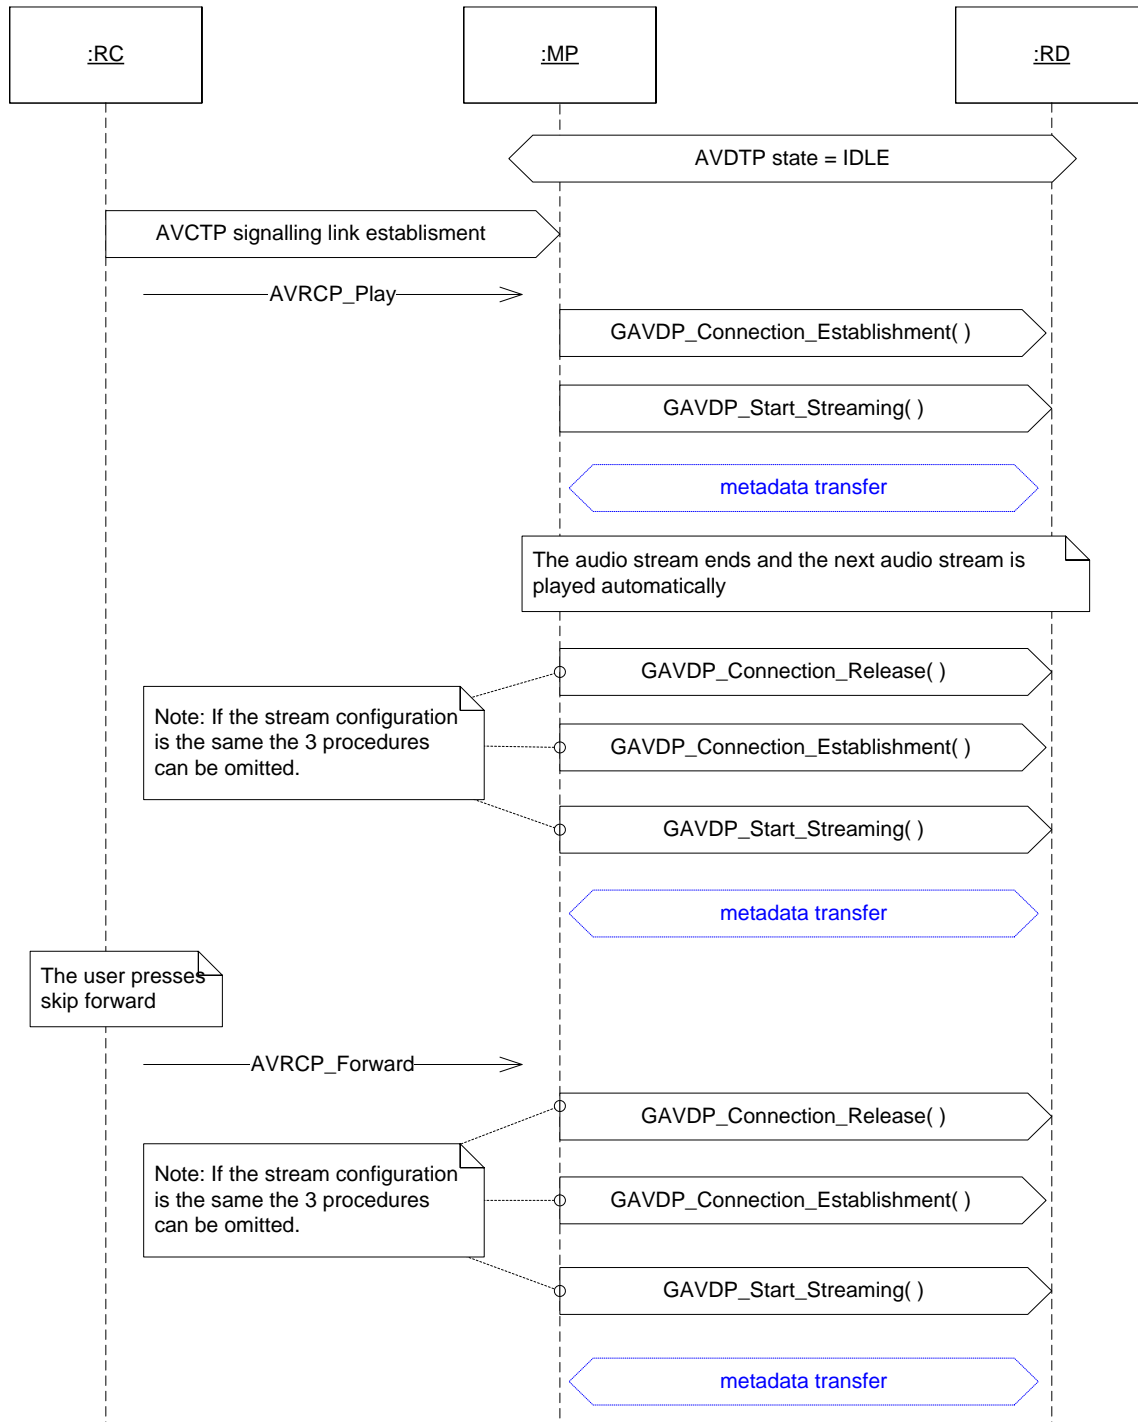 :RC
:MP
:RD
AVDTP state = IDLE
AVCTP signalling link establisment
AVRCP_Play
GAVDP_Connection_Establishment( )
GAVDP_Start_Streaming( )
metadata transfer
The audio stream ends and the next audio stream is
played automatically
GAVDP_Connection_Release( )
Note: If the stream configuration
is the same the 3 procedures
can be omitted.
GAVDP_Connection_Establishment( )
GAVDP_Start_Streaming( )
metadata transfer
The user presses
skip forward
AVRCP_Forward
GAVDP_Connection_Release( )
Note: If the stream configuration
is the same the 3 procedures
can be omitted.
GAVDP_Connection_Establishment( )
GAVDP_Start_Streaming( )
metadata transfer